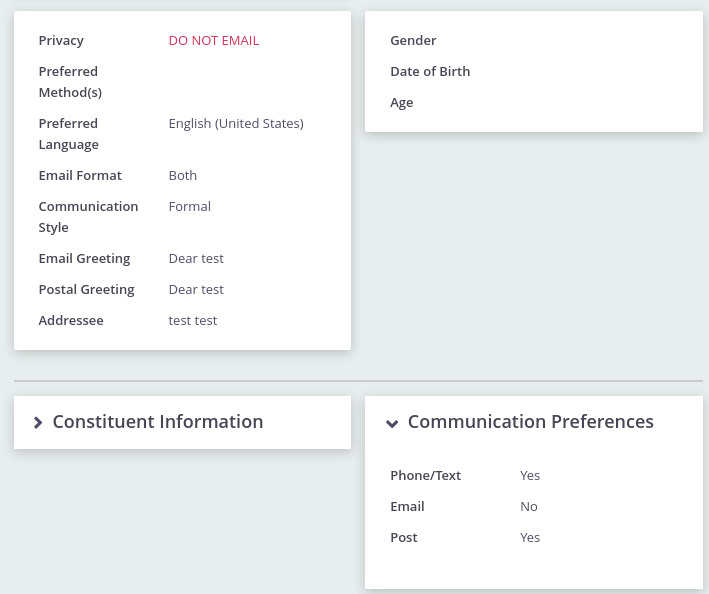 Privacy DO NOT EMAIL
Preferred
Method(s)
Preferred English (United States)
Language
Email Format Both
Communication Formal
Style
Email Greeting Dear test
Postal Greeting Dear test
Addressee test test
Gender
Date of Birth
Age
Constituent Information
Communication Preferences
Phone/Text Yes
Email No
Post Yes